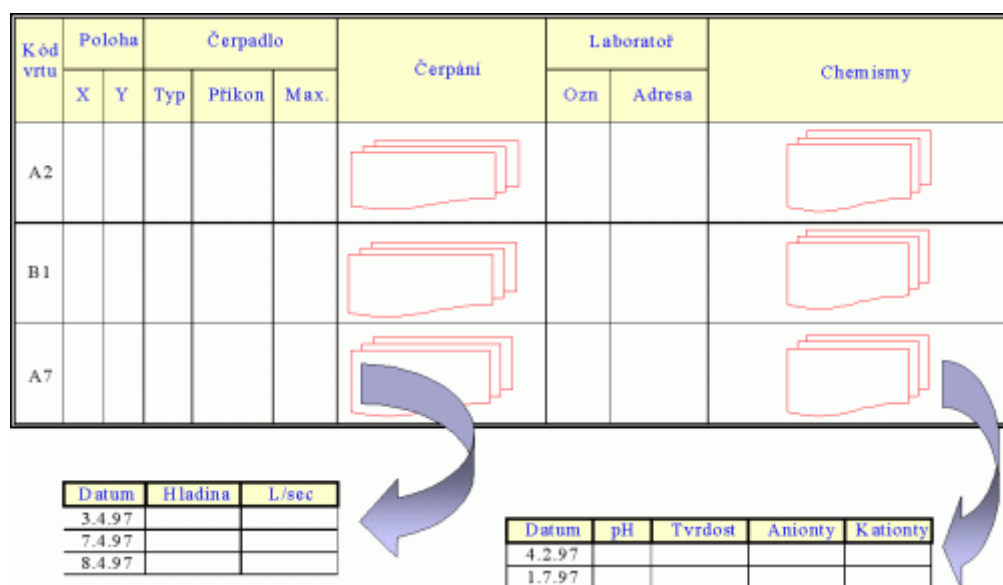 Kód vrtu Poloha Čerpadlo Čerpání Laboratoř Chemismy
X Y Typ Příkon Max. Ozn Adresa
A2
B1
A7
Datum Hladina L/sec
3.4.97
7.4.97
8.4.97
Datum pH Tvrdost Anionty Kationty
4.2.97
1.7.97